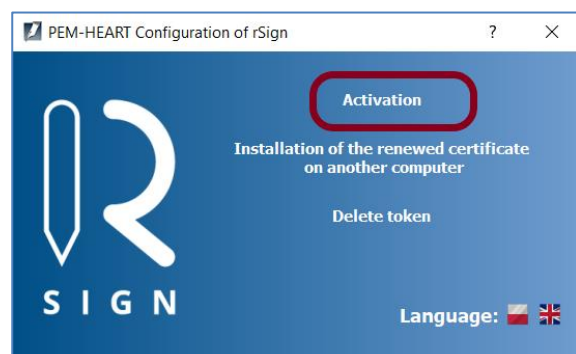 PEM-HEART Configuration of rSign
?
Activation
Installation of the renewed certificate
on another computer
Delete token
R
SIGN
Language: